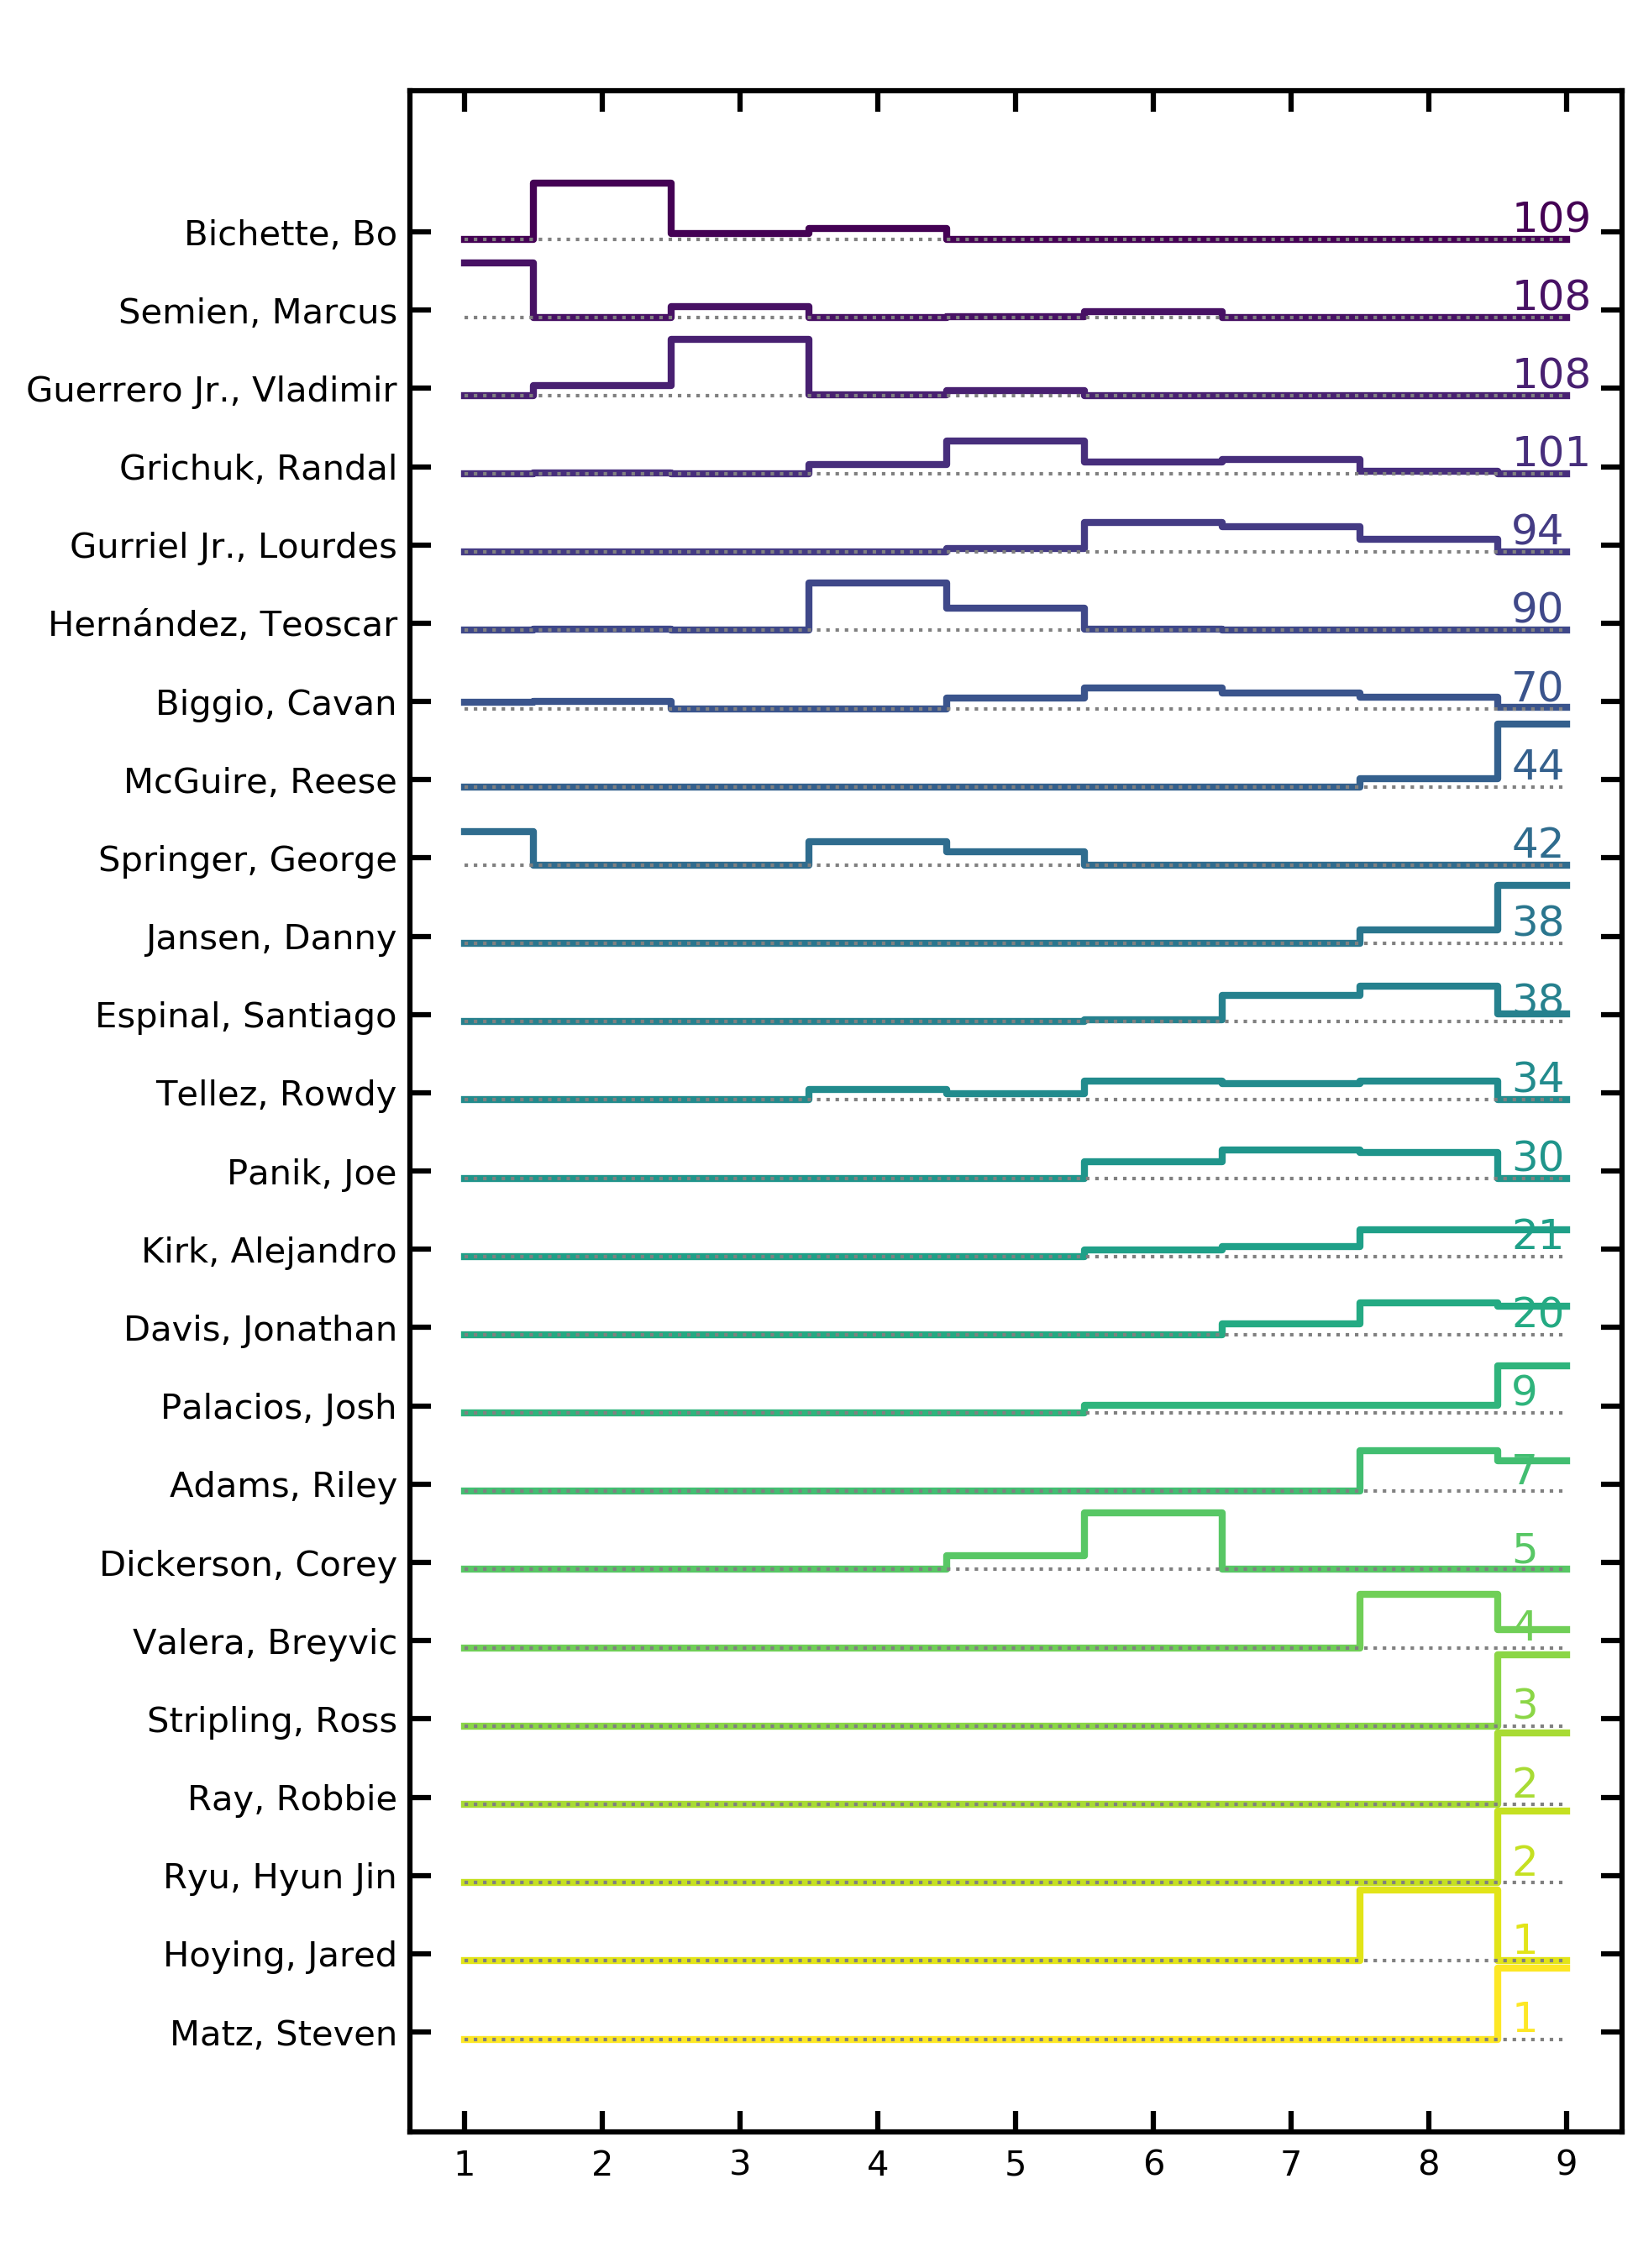 Bichette, Bo 109
Semien, Marcus 108
Guerrero Jr., Vladimir 108
Grichuk, Randal 101
Gurriel Jr., Lourdes 94
Hernández, Teoscar 90
Biggio, Cavan 70
McGuire, Reese 44
Springer, George 42
Jansen, Danny 38
Espinal, Santiago 38
Tellez, Rowdy 34
Panik, Joe 30
Kirk, Alejandro 21
Davis, Jonathan 20
Palacios, Josh 9
Adams, Riley 7
Dickerson, Corey 5
Valera, Breyvic 4
Stripling, Ross 3
Ray, Robbie 2
Ryu, Hyun Jin 2
Hoying, Jared 1
Matz, Steven 1
1 2 3 4 5 6 7 8 9